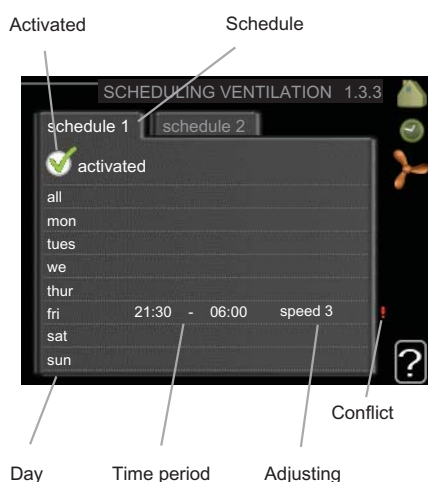 Activated Schedule
SCHEDULING VENTILATION 1.3.3
schedule 1 schedule 2
activated
all
mon
tues
we
thur
fri 21:30 - 06:00 speed 3 !
sat
sun
?
Conflict
Day Time period Adjusting